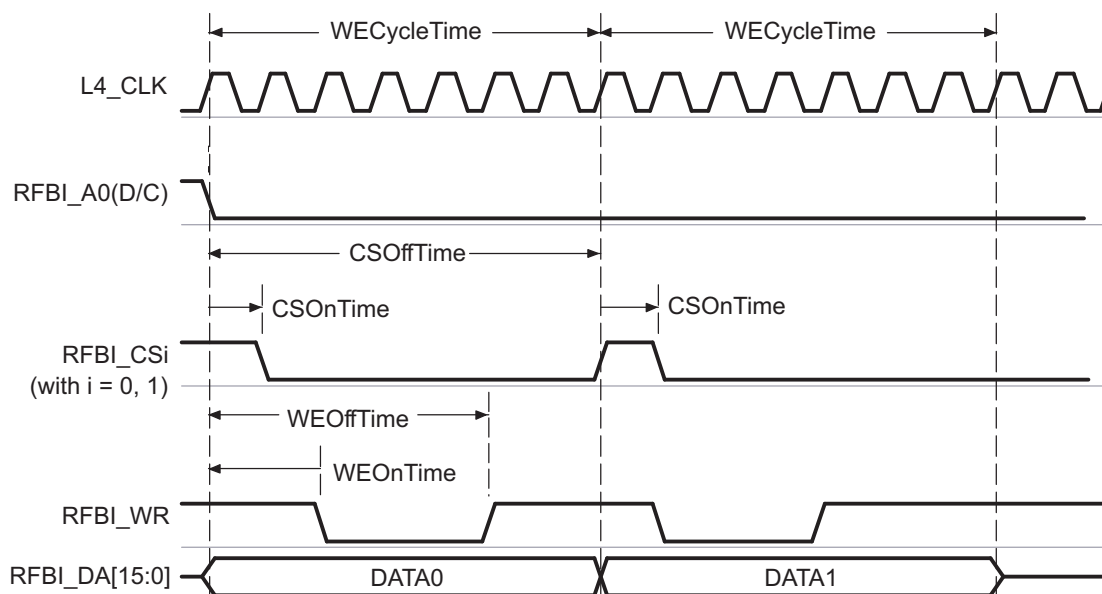 WECycleTime WECycleTime
L4_CLK
RFBI_A0(D/C)
CSOffTime
CSOnTime CSOnTime
RFBI_CSi
(with i = 0, 1)
WEOffTime
WEOnTime
RFBI_WR
RFBI_DA[15:0] DATA0 DATA1